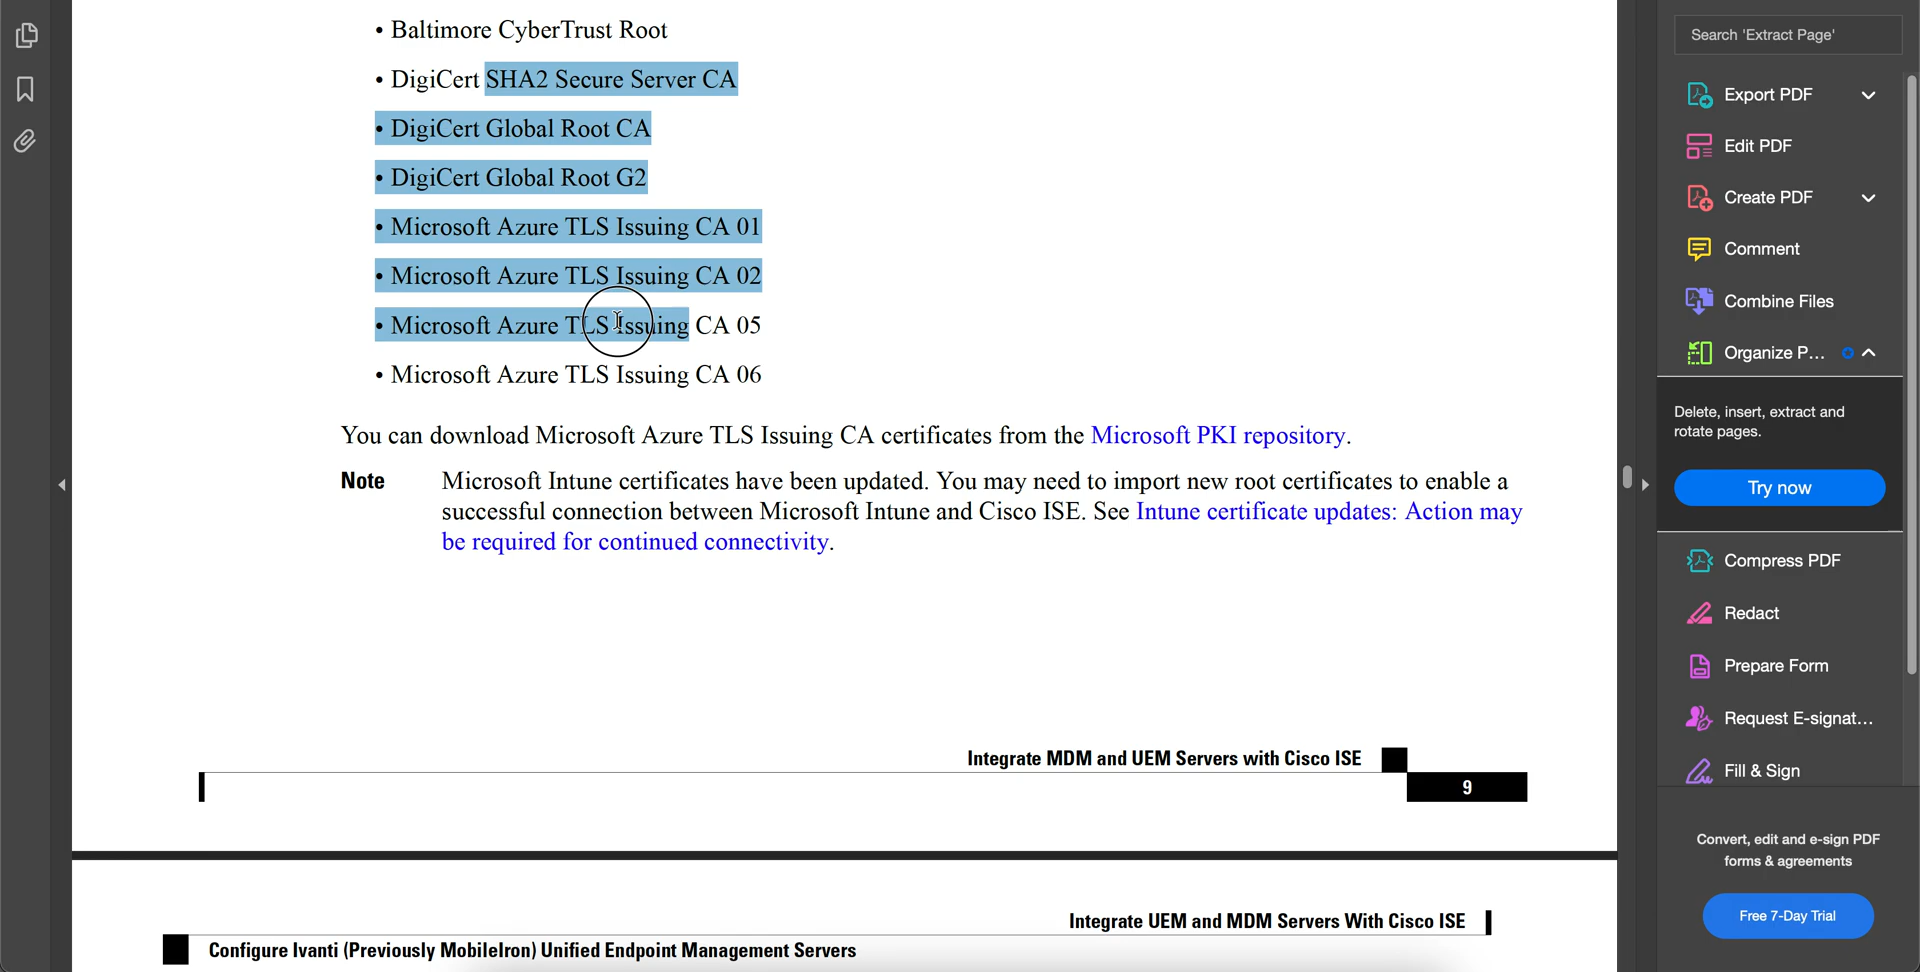 • Baltimore CyberTrust Root
• DigiCert SHA2 Secure Server CA
• DigiCert Global Root CA
• DigiCert Global Root G2
• Microsoft Azure TLS Issuing CA 01
• Microsoft Azure TLS Issuing CA 02
• Microsoft Azure TLS Issuing CA 05
• Microsoft Azure TLS Issuing CA 06
You can download Microsoft Azure TLS Issuing CA certificates from the Microsoft PKI repository.
Note Microsoft Intune certificates have been updated. You may need to import new root certificates to enable a
successful connection between Microsoft Intune and Cisco ISE. See Intune certificate updates: Action may
be required for continued connectivity.
Integrate MDM and UEM Servers with Cisco ISE
9
Integrate UEM and MDM Servers With Cisco ISE
Configure Ivanti (Previously MobileIron) Unified Endpoint Management Servers
Search 'Extract Page'
Export PDF
Edit PDF
Create PDF
Comment
Combine Files
Organize P...
Delete, insert, extract and
rotate pages.
Try now
Compress PDF
Redact
Prepare Form
Request E-signat...
Fill & Sign
Convert, edit and e-sign PDF
forms & agreements
Free 7-Day Trial